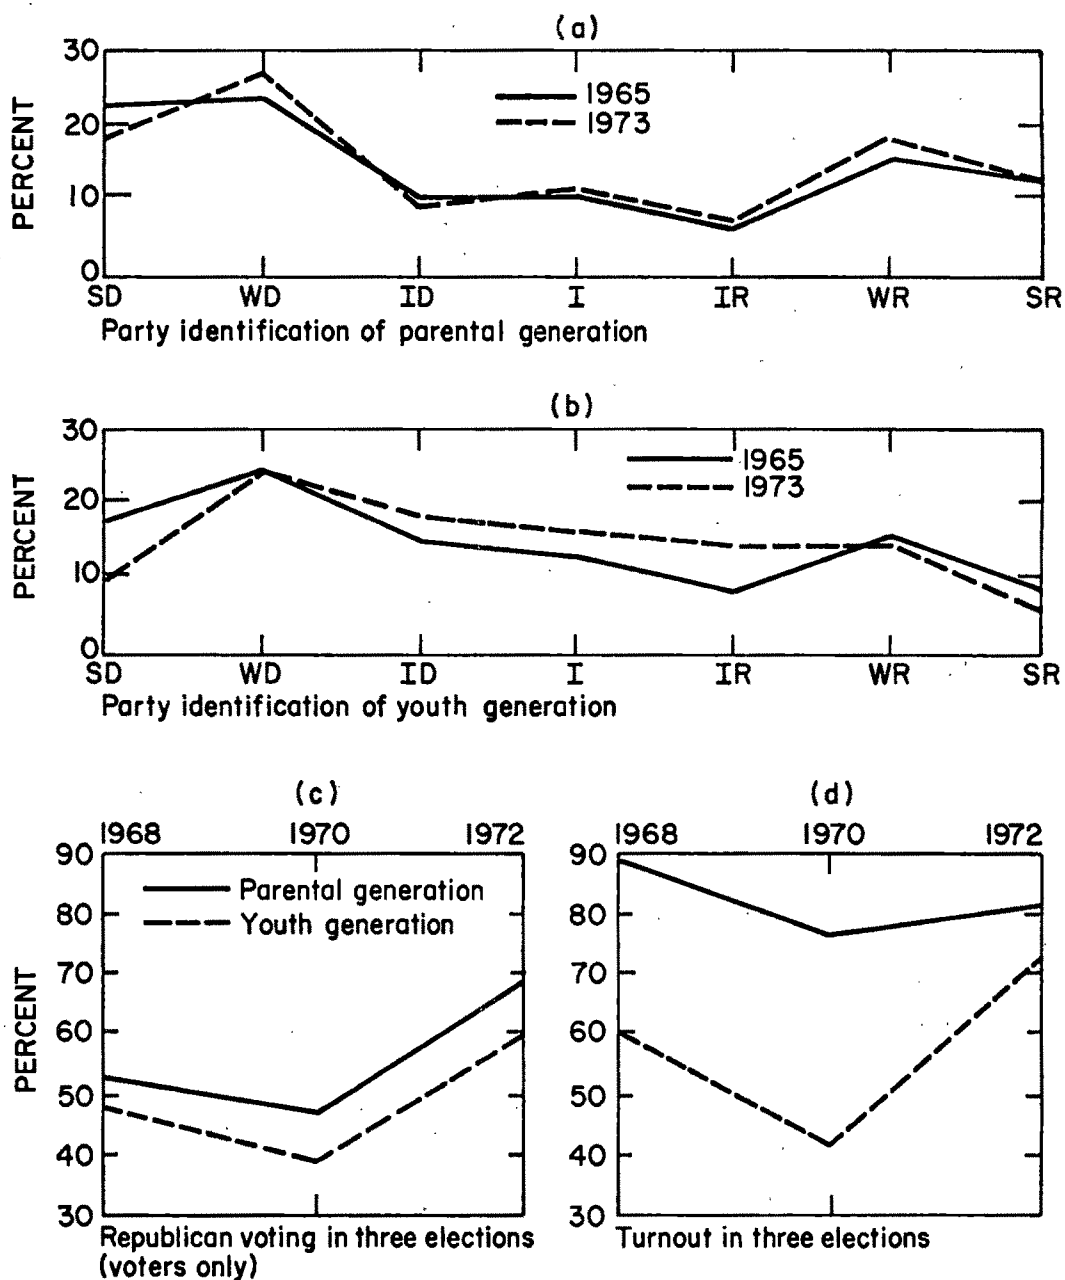 (a)
30
20
10
0
PERCENT
1965
1973
SD WD ID I IR WR SR
Party identification of parental generation
(b)
30
20
10
0
PERCENT
1965
1973
SD WD ID I IR WR SR
Party identification of youth generation
(c)
1968 1970 1972
90
80
70
60
50
40
30
PERCENT
Parental generation
Youth generation
Republican voting in three elections
(voters only)
(d)
1968 1970 1972
90
80
70
60
50
40
30
Turnout in three elections